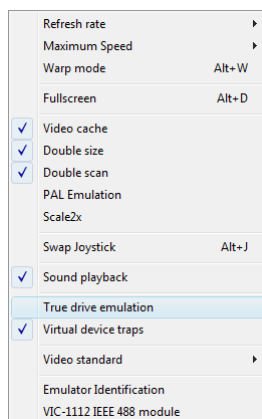 Refresh rate
Maximum Speed
Warp mode Alt+W
Fullscreen Alt+D
Video cache
Double size
Double scan
PAL Emulation
Scale2x
Swap Joystick Alt+J
Sound playback
True drive emulation
Virtual device traps
Video standard
Emulator Identification
VIC-1112 IEEE 488 module